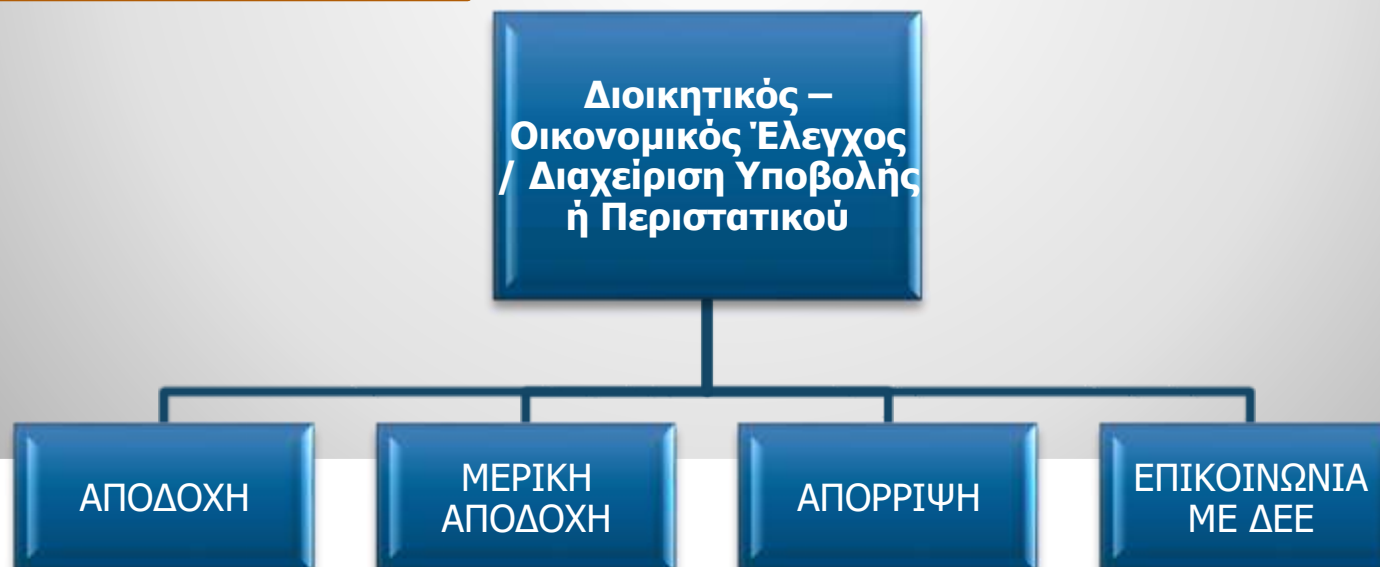 Διοικητικός –
Οικονομικός Έλεγχος
/ Διαχείριση Υποβολής
ή Περιστατικού
ΑΠΟΔΟΧΗ
ΜΕΡΙΚΗ
ΑΠΟΔΟΧΗ
ΑΠΟΡΡΙΨΗ
ΕΠΙΚΟΙΝΩΝΙΑ
ΜΕ ΔΕΕ